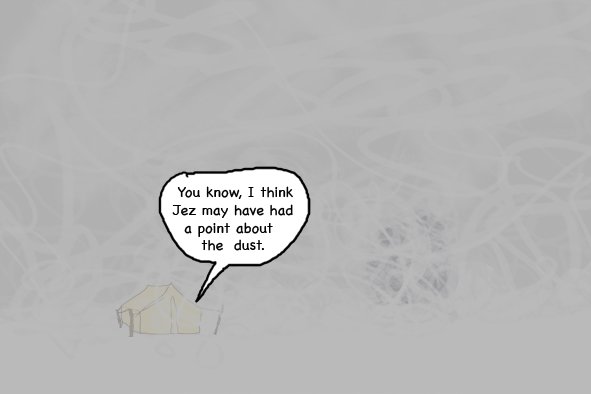 You know, I think
Jez may have had
a point about
the dust.